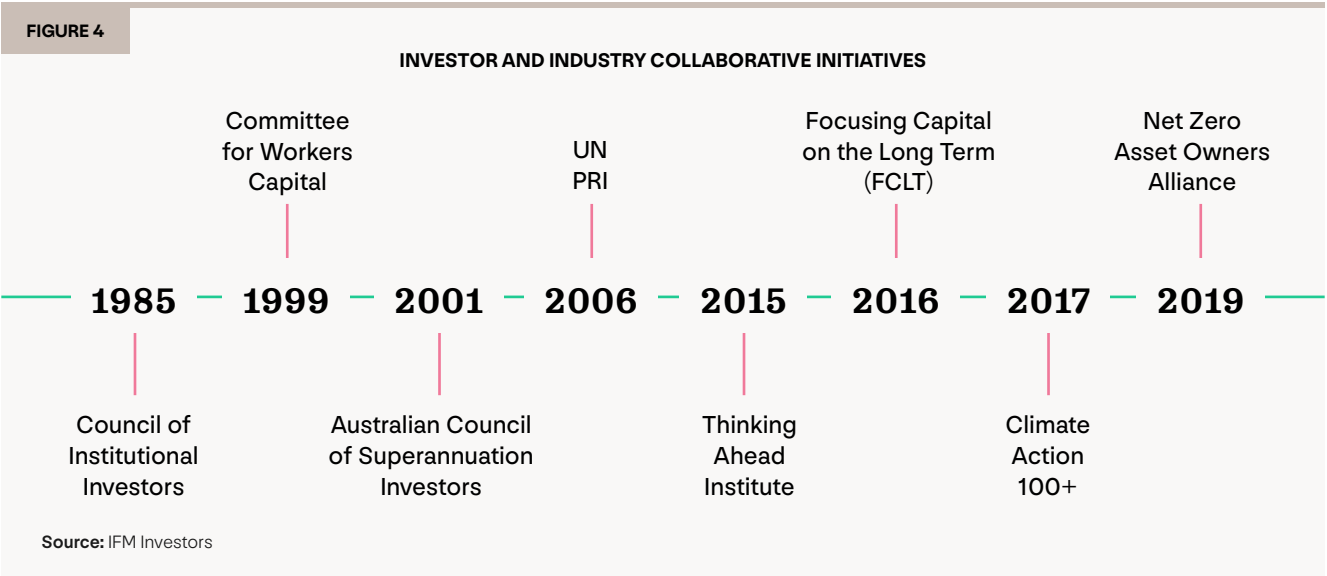 FIGURE 4
INVESTOR AND INDUSTRY COLLABORATIVE INITIATIVES
Committee
for Workers
Capital
UN
PRI
Focusing Capital
on the Long Term
(FCLT)
Net Zero
Asset Owners
Alliance
1985 1999 2001 2006 2015 2016 2017 2019
Council of
Institutional
Investors
Australian Council
of Superannuation
Investors
Thinking
Ahead
Institute
Climate
Action
100+
Source: IFM Investors